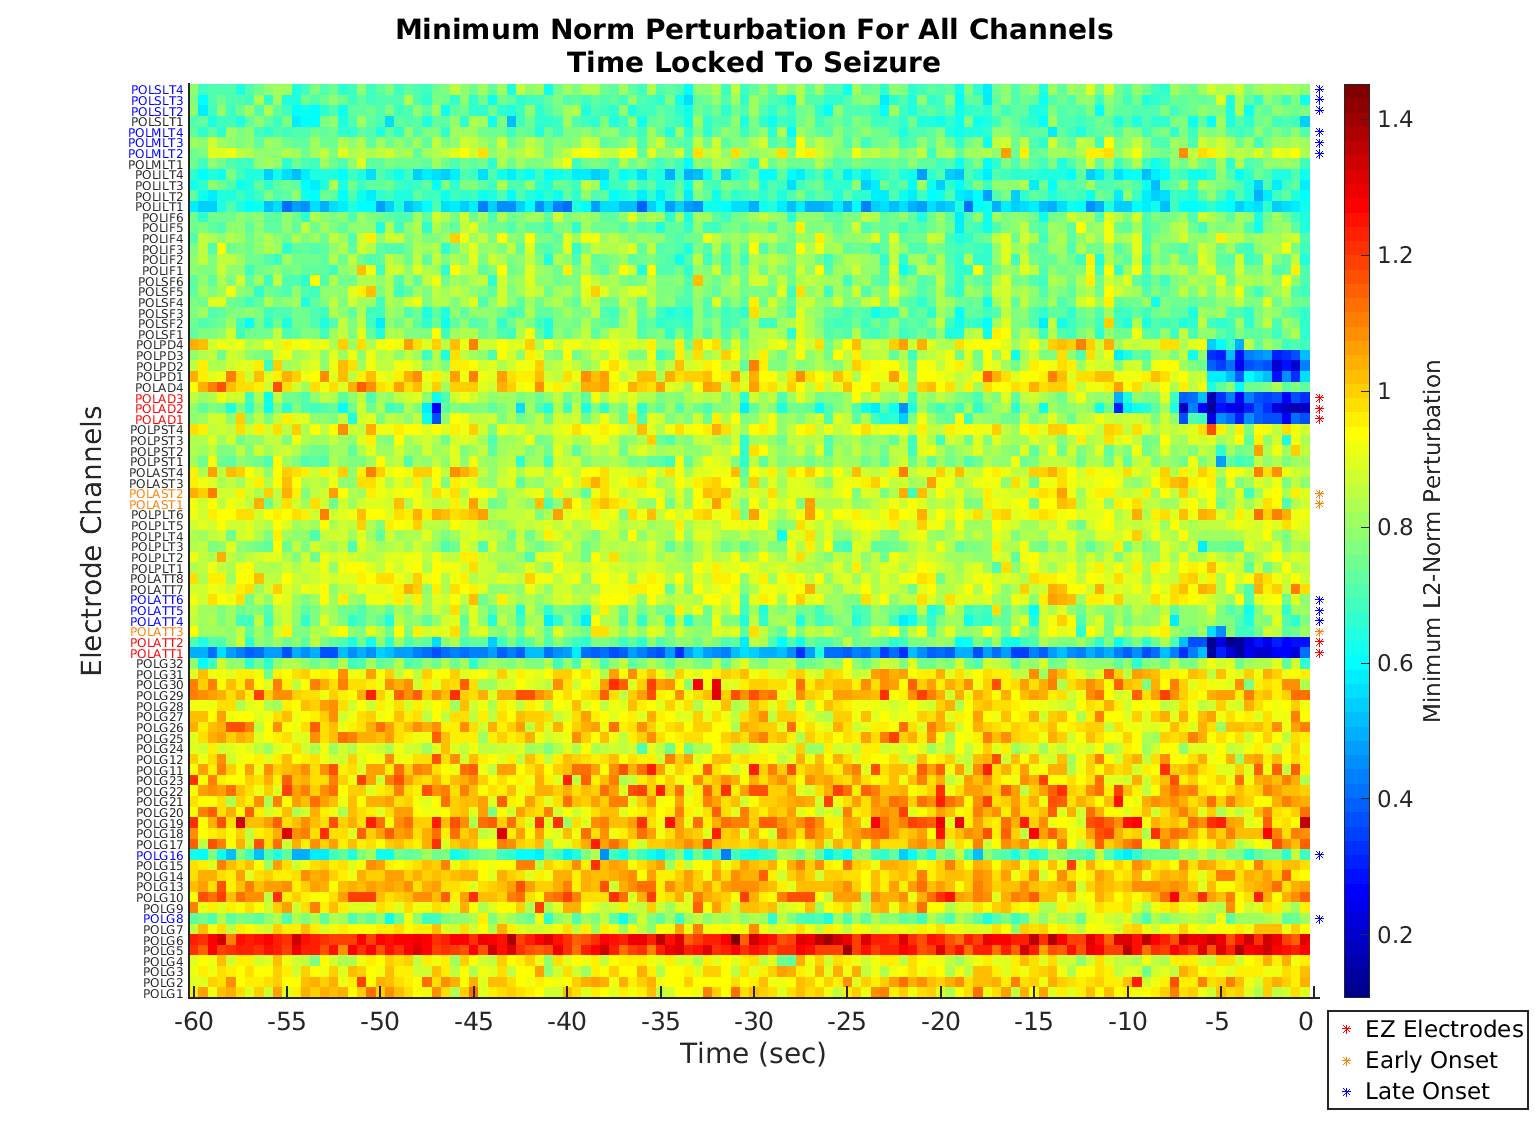 Minimum Norm Perturbation For All Channels
Time Locked To Seizure
Electrode Channels
POLSLT4
POLSLT3
POLSLT2
POLSLT1
POLMLT4
POLMLT3
POLMLT2
POLMLT1
POLILT4
POLILT3
POLILT2
POLILT1
POLIF6
POLIF5
POLIF4
POLIF3
POLIF2
POLIF1
POLSF6
POLSF5
POLSF4
POLSF3
POLSF2
POLSF1
POLPD4
POLPD3
POLPD2
POLPD1
POLAD4
POLAD3
POLAD2
POLAD1
POLPST4
POLPST3
POLPST2
POLPST1
POLAST4
POLAST3
POLAST2
POLAST1
POLPLT6
POLPLT5
POLPLT4
POLPLT3
POLPLT2
POLPLT1
POLATT8
POLATT7
POLATT6
POLATT5
POLATT4
POLATT3
POLATT2
POLATT1
POLG32
POLG31
POLG30
POLG29
POLG28
POLG27
POLG26
POLG25
POLG24
POLG12
POLG11
POLG23
POLG22
POLG21
POLG20
POLG19
POLG18
POLG17
POLG16
POLG15
POLG14
POLG13
POLG10
POLG9
POLG8
POLG7
POLG6
POLG5
POLG4
POLG3
POLG2
POLG1
-60 -55 -50 -45 -40 -35 -30 -25 -20 -15 -10 -5 0
Time (sec)
1.4
1.2
1
0.8
0.6
0.4
0.2
Minimum L2-Norm Perturbation
EZ Electrodes
Early Onset
Late Onset